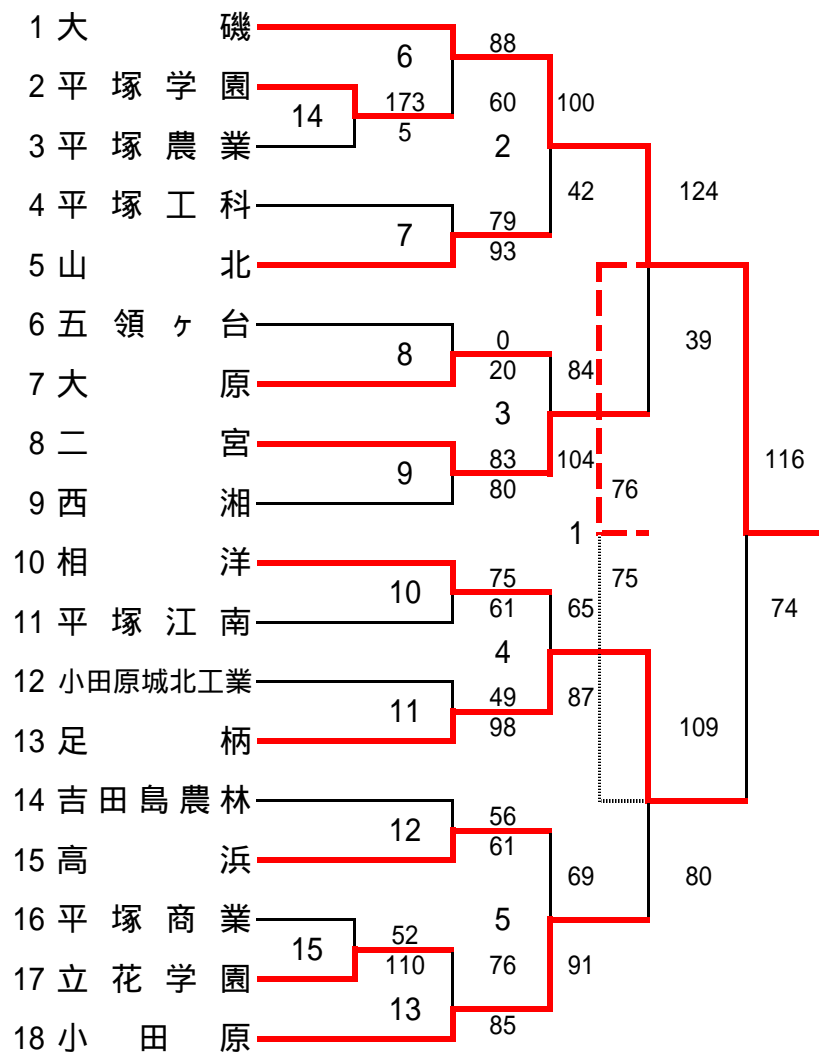 1 大磯
6
88
2 平塚学園
173
60
100
14
5
3 平塚農業
2
4 平塚工科
42
124
7
79
5 山北
93
6 五領ヶ台
0
39
8
20
84
7 大原
3
8 二宮
83
104
116
9
80
76
9 西湘
1
10 相洋
75
75
10
61
65
74
11 平塚江南
4
12 小田原城北工業
49
87
11
98
109
13 足柄
14 吉田島農林
56
12
61
15 高浜
69
80
16 平塚商業
52
5
15
110
76
91
17 立花学園
13
85
18 小田原